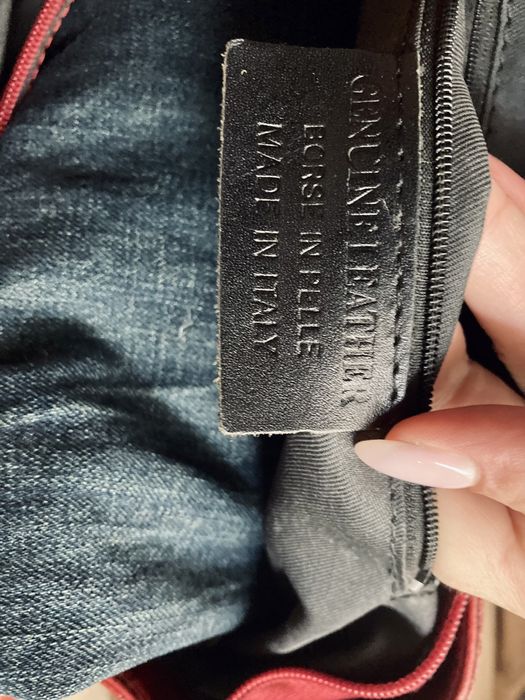 GENUINE LEATHER
BORSE IN PELLE
MADE IN ITALY